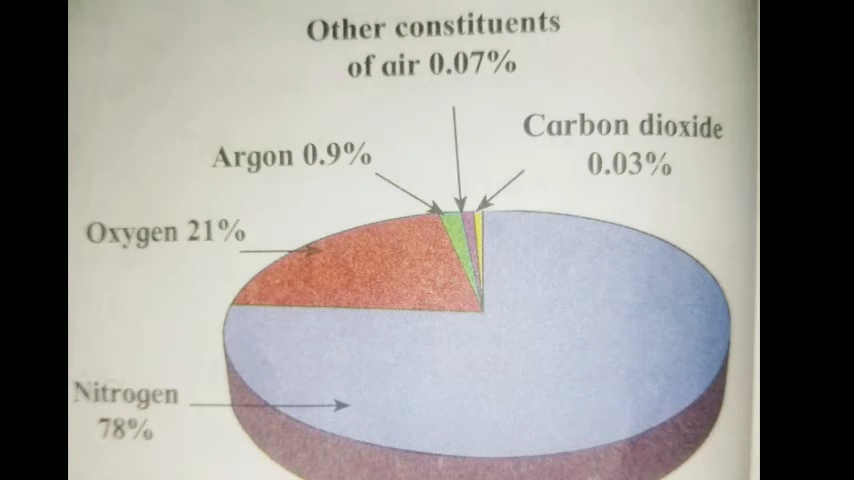 Other constituents
of air 0.07%
Carbon dioxide
0.03%
Argon 0.9%
Oxygen 21%
Nitrogen
78%